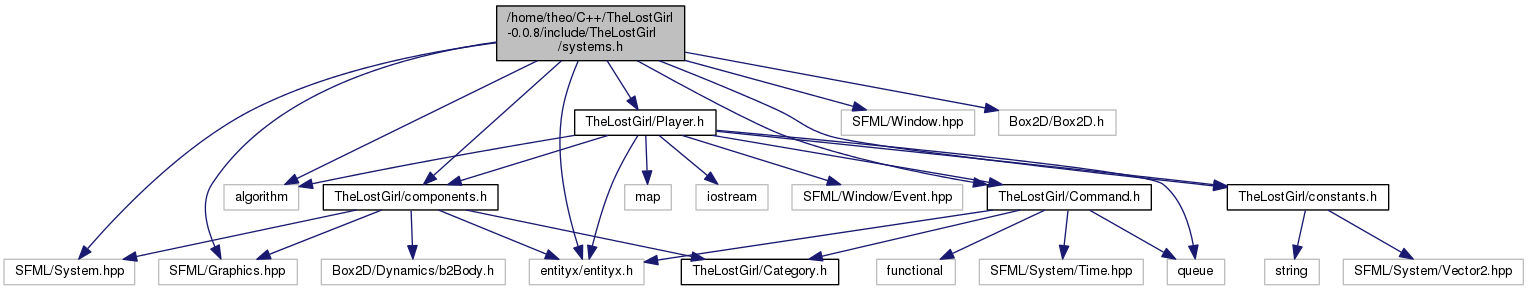 /home/theo/C++/TheLostGirl
-0.0.8/include/TheLostGirl
/systems.h
TheLostGirl/Player.h
SFML/Window.hpp
Box2D/Box2D.h
algorithm
TheLostGirl/components.h
map
iostream
SFML/Window/Event.hpp
TheLostGirl/Command.h
TheLostGirl/constants.h
SFML/System.hpp
SFML/Graphics.hpp
Box2D/Dynamics/b2Body.h
entityx/entityx.h
TheLostGirl/Category.h
functional
SFML/System/Time.hpp
queue
string
SFML/System/Vector2.hpp